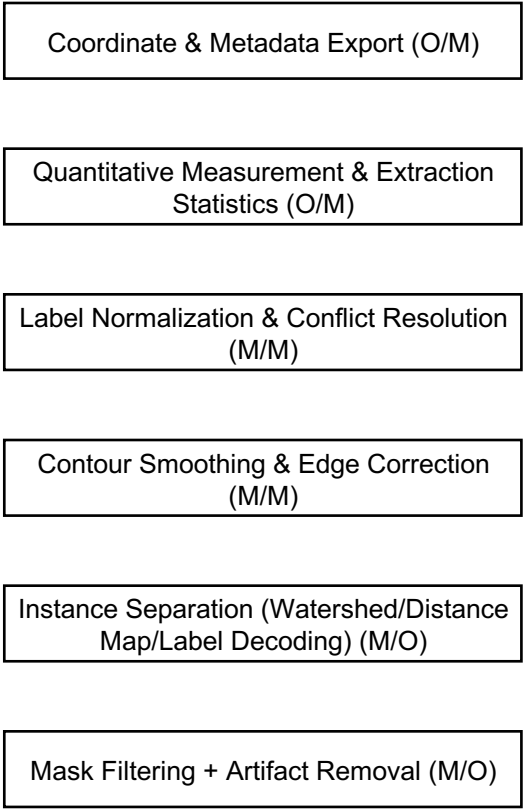 Coordinate & Metadata Export (O/M)
Quantitative Measurement & Extraction
Statistics (O/M)
Label Normalization & Conflict Resolution
(M/M)
Contour Smoothing & Edge Correction
(M/M)
Instance Separation (Watershed/Distance
Map/Label Decoding) (M/O)
Mask Filtering + Artifact Removal (M/O)